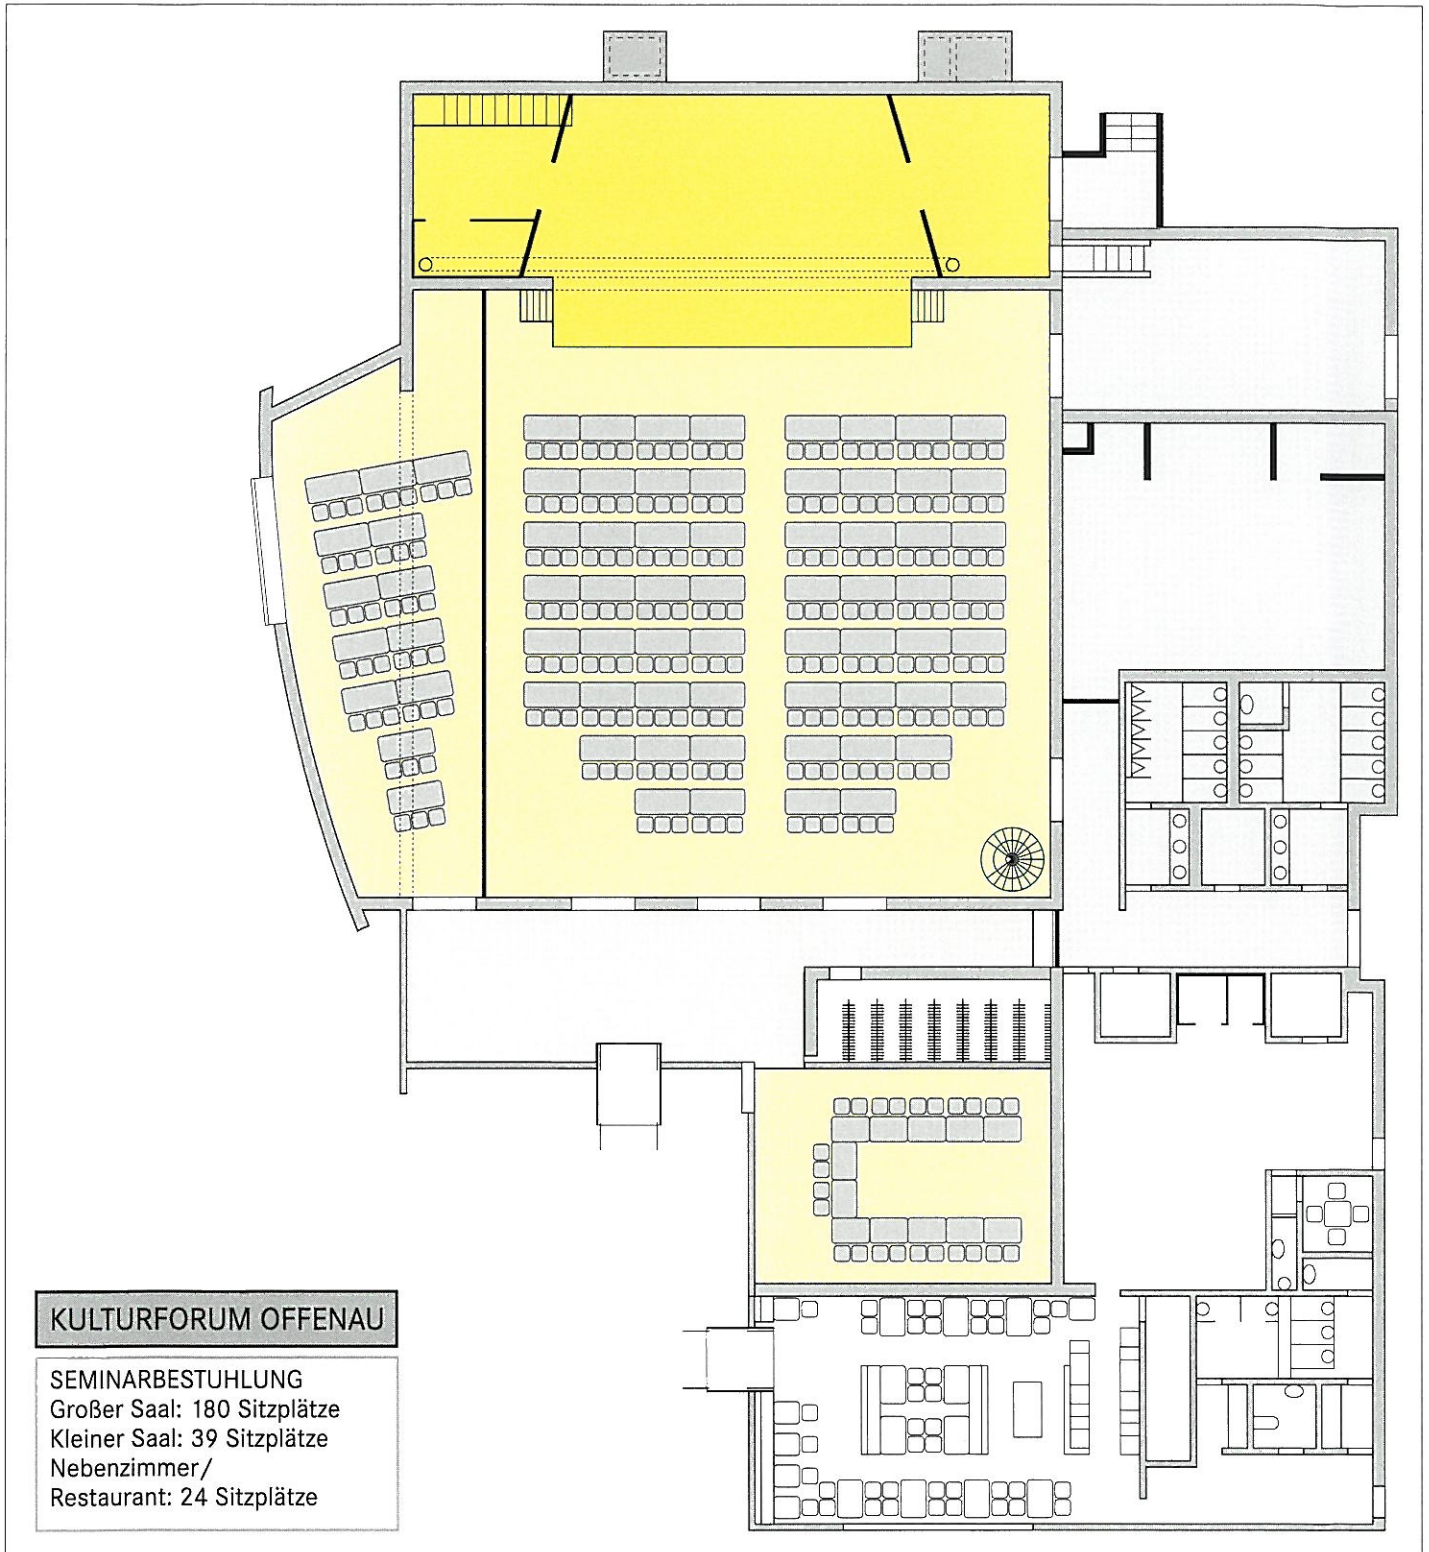 KULTURFORUM OFFENAU
SEMINARBESTUHLUNG
Großer Saal: 180 Sitzplätze
Kleiner Saal: 39 Sitzplätze
Nebenzimmer/
Restaurant: 24 Sitzplätze